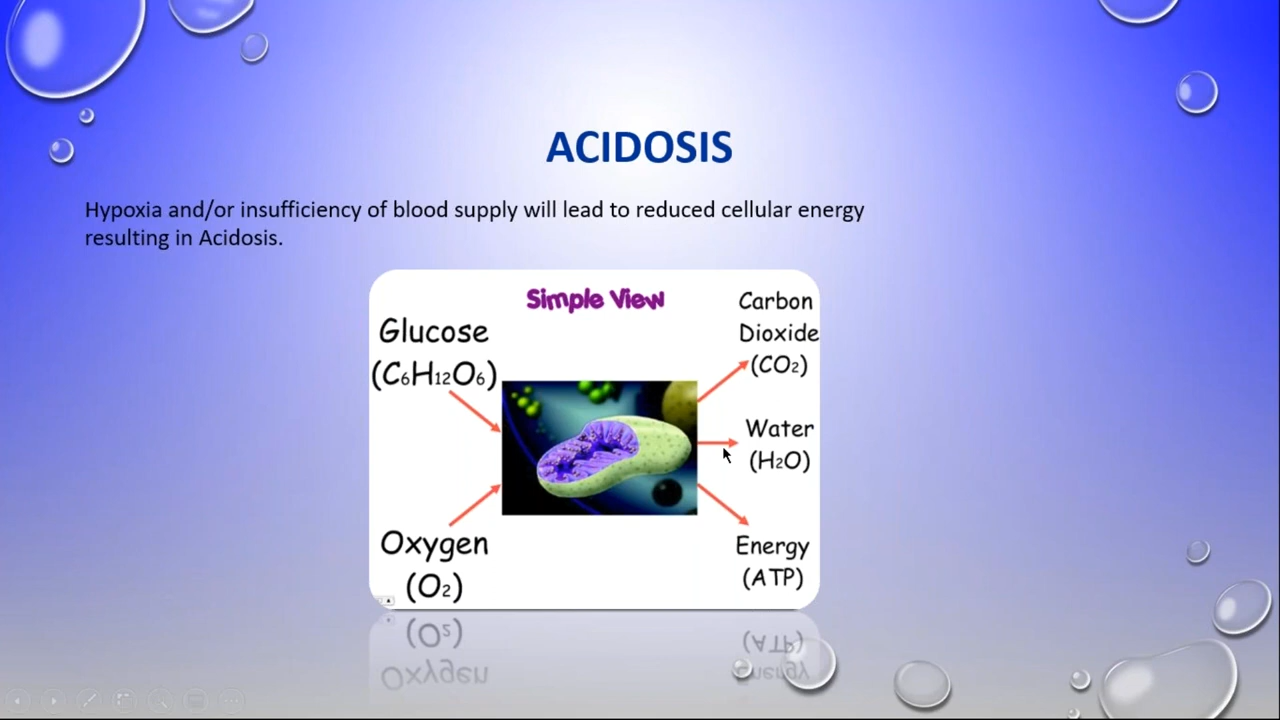 ACIDOSIS
Hypoxia and/or insufficiency of blood supply will lead to reduced cellular energy
resulting in Acidosis.
Simple View
Glucose
(C₆H₁₂O₆)
Oxygen
(O₂)
Carbon
Dioxide
(CO₂)
Water
(H₂O)
Energy
(ATP)